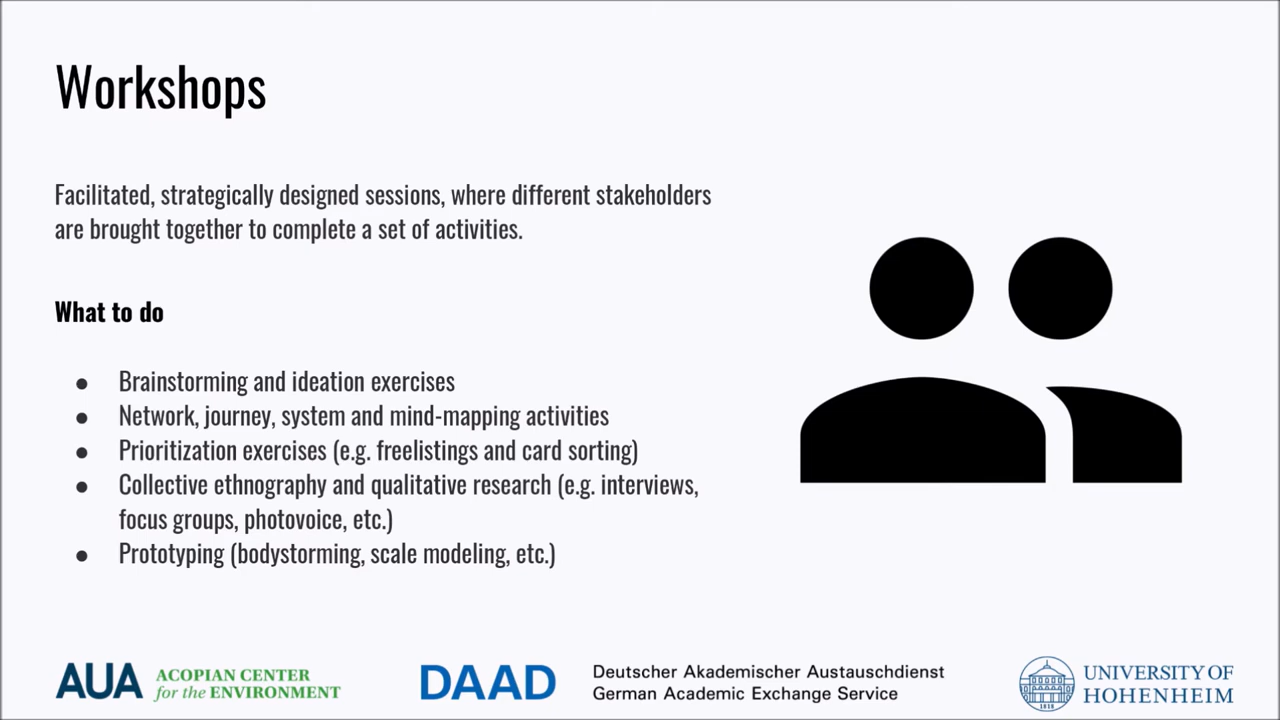 Workshops
Facilitated, strategically designed sessions, where different stakeholders
are brought together to complete a set of activities.
What to do
● Brainstorming and ideation exercises
● Network, journey, system and mind-mapping activities
● Prioritization exercises (e.g. freelistings and card sorting)
● Collective ethnography and qualitative research (e.g. interviews,
focus groups, photovoice, etc.)
● Prototyping (bodystorming, scale modeling, etc.)
AUA ACOPIAN CENTER
for the ENVIRONMENT
DAAD Deutscher Akademischer Austauschdienst
German Academic Exchange Service
1818
UNIVERSITY OF
HOHENHEIM